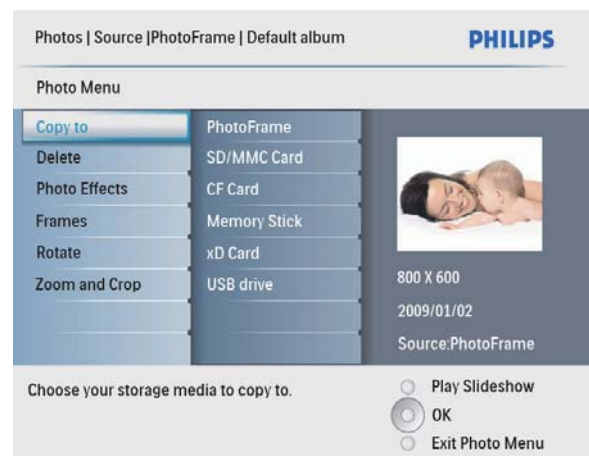 Photos | Source |PhotoFrame | Default album
PHILIPS
Photo Menu
Copy to
Delete
Photo Effects
Frames
Rotate
Zoom and Crop
PhotoFrame
SD/MMC Card
CF Card
Memory Stick
xD Card
USB drive
800 X 600
2009/01/02
Source:PhotoFrame
Choose your storage media to copy to.
Play Slideshow
OK
Exit Photo Menu